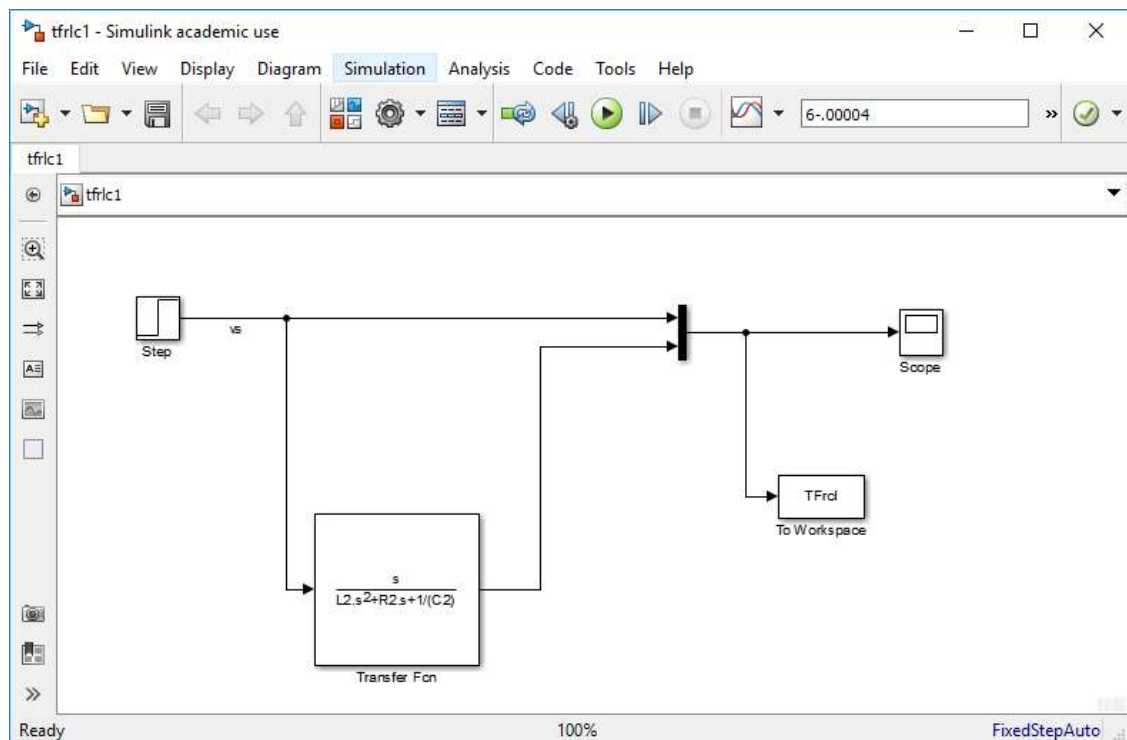 tfrlc1 - Simulink academic use
File Edit View Display Diagram Simulation Analysis Code Tools Help
6-.00004
»
tfrlc1
tfrlc1
Step
vs
Scope
TFrcl
To Workspace
s
L2.s²+R2.s+1/(C2)
Transfer Fcn
A
»
Ready 100% FixedStepAuto